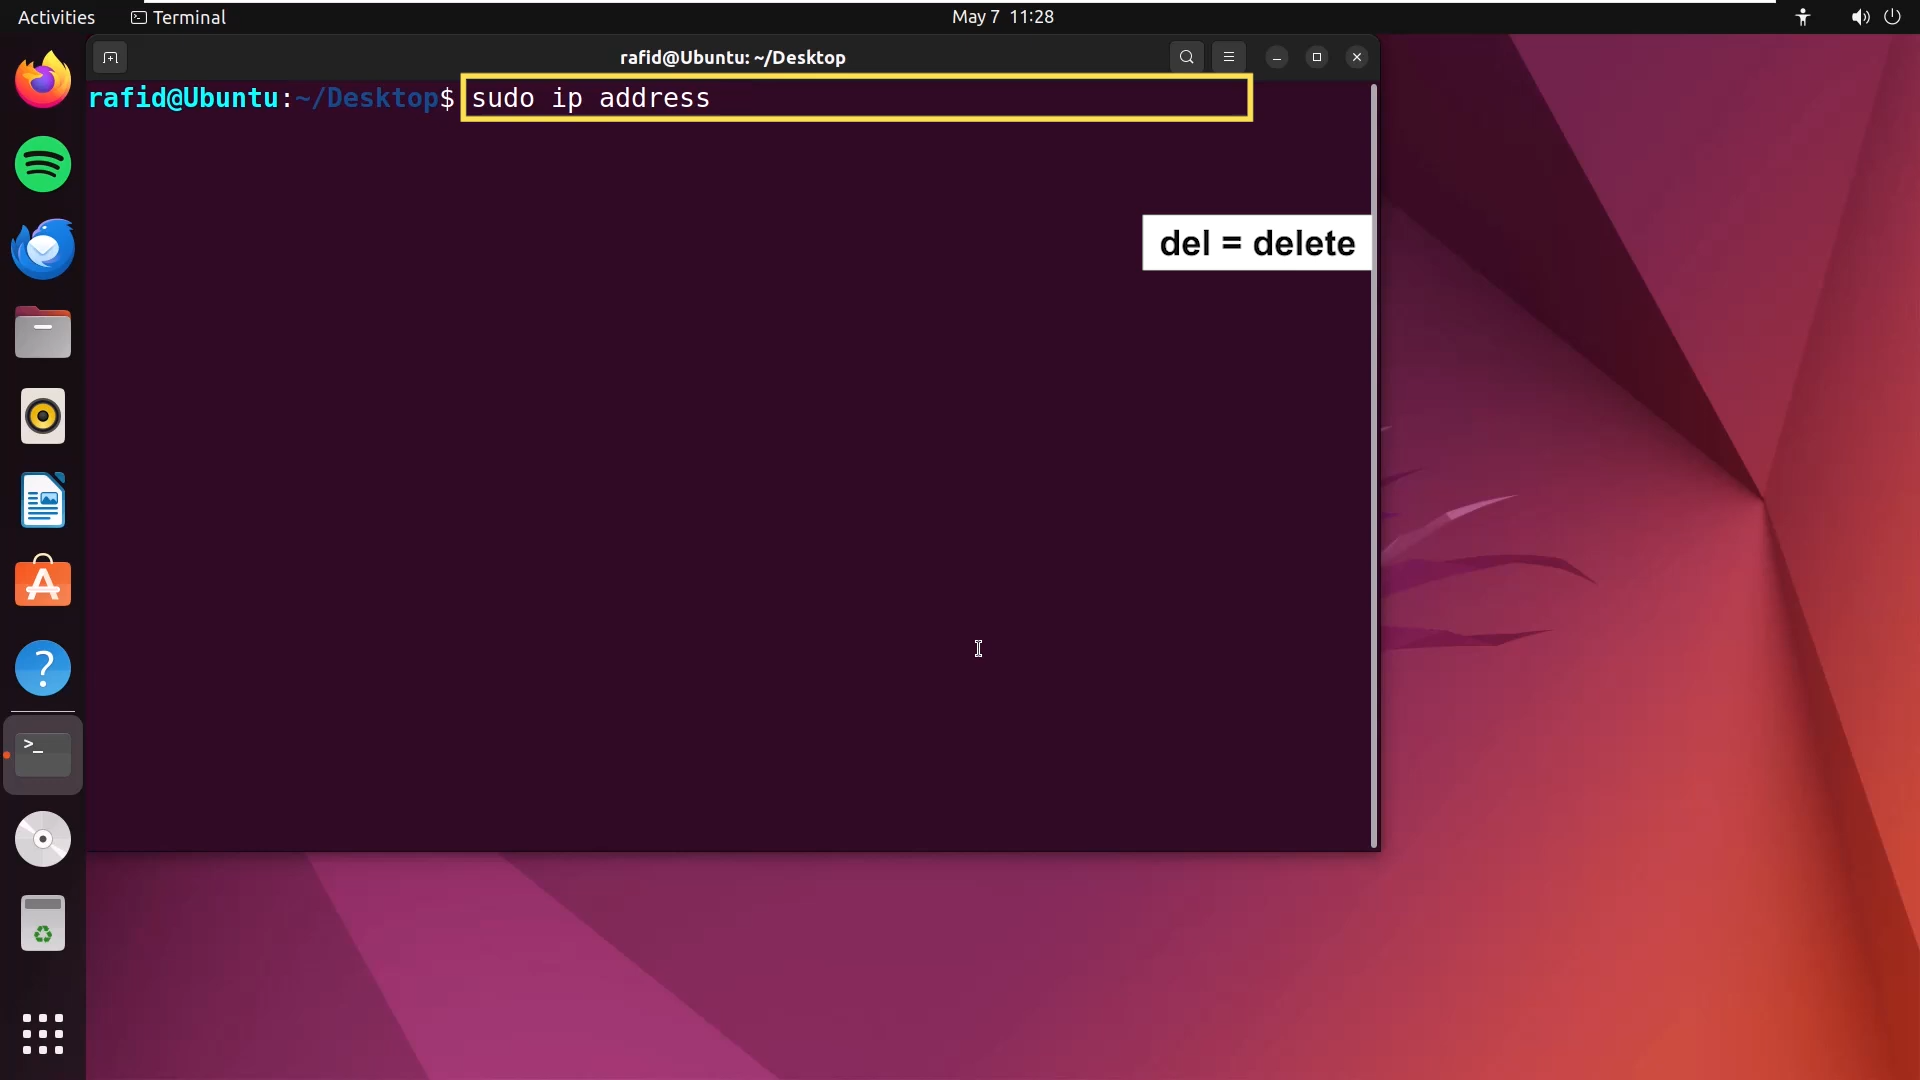 Activities Terminal May 7 11:28
rafid@Ubuntu: ~/Desktop
rafid@Ubuntu:~/Desktop$ sudo ip address
del = delete